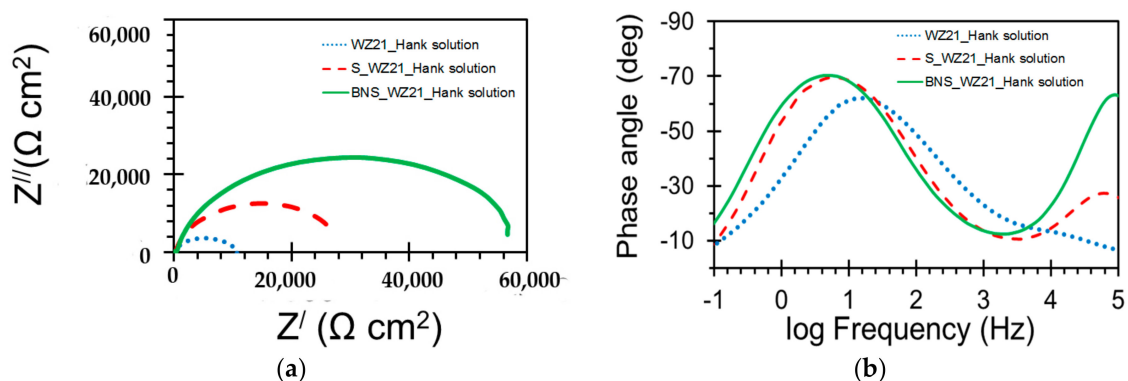 60,000
40,000
20,000
0
0
20,000
40,000
60,000
Z//(Ω cm2)
Z/ (Ω cm2)
WZ21_Hank solution
S_WZ21_Hank solution
BNS_WZ21_Hank solution
(a)
-90
-70
-50
-30
-10
-1
0
1
2
3
4
5
Phase angle (deg)
log Frequency (Hz)
WZ21_Hank solution
S_WZ21_Hank solution
BNS_WZ21_Hank solution
(b)